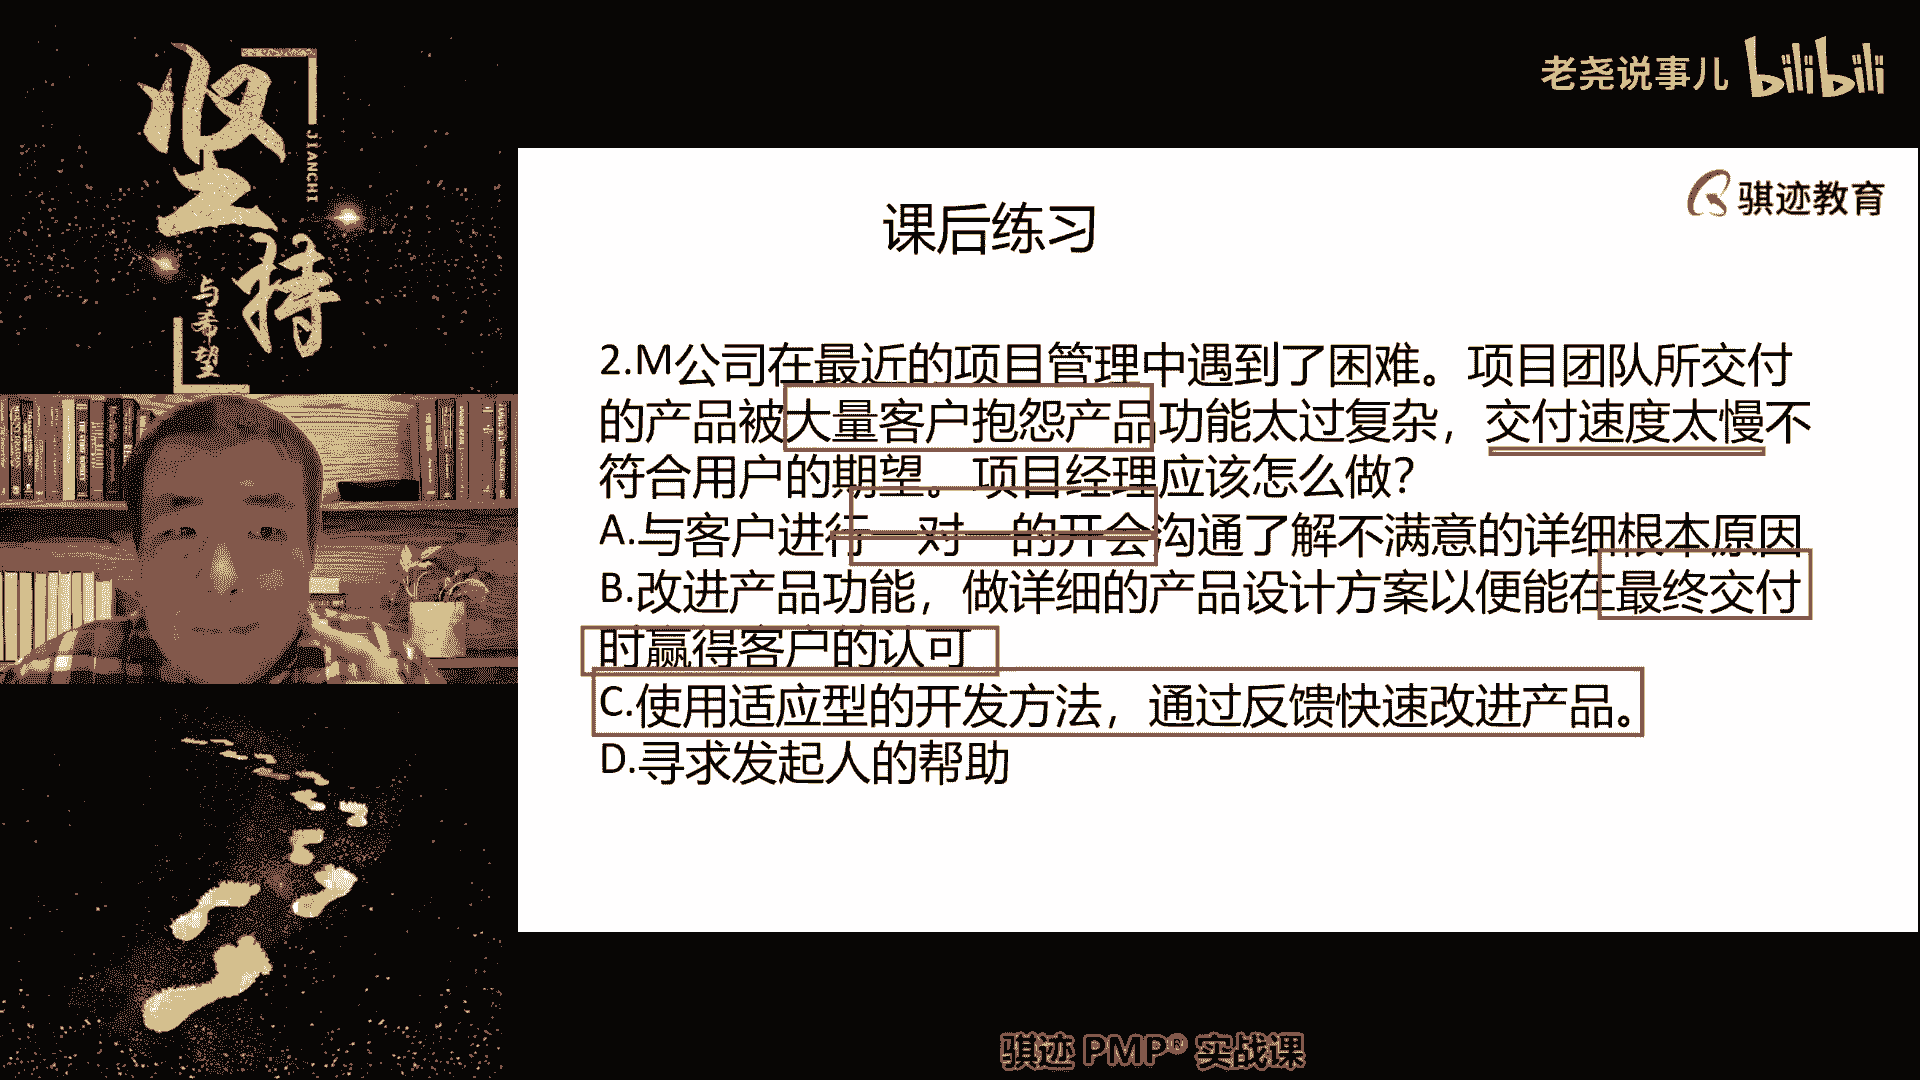 坚持
JIANCHI
与希望
老尧说事儿 bilibili
骐迹教育
课后练习
2.M公司在最近的项目管理中遇到了困难。项目团队所交付
的产品被大量客户抱怨产品功能太过复杂，交付速度太慢不
符合用户的期望。项目经理应该怎么做？
A.与客户进行一对一的开会沟通了解不满意的详细根本原因
B.改进产品功能，做详细的产品设计方案以便能在最终交付
时赢得客户的认可
C.使用适应型的开发方法，通过反馈快速改进产品。
D.寻求发起人的帮助
骐迹 PMP® 实战课